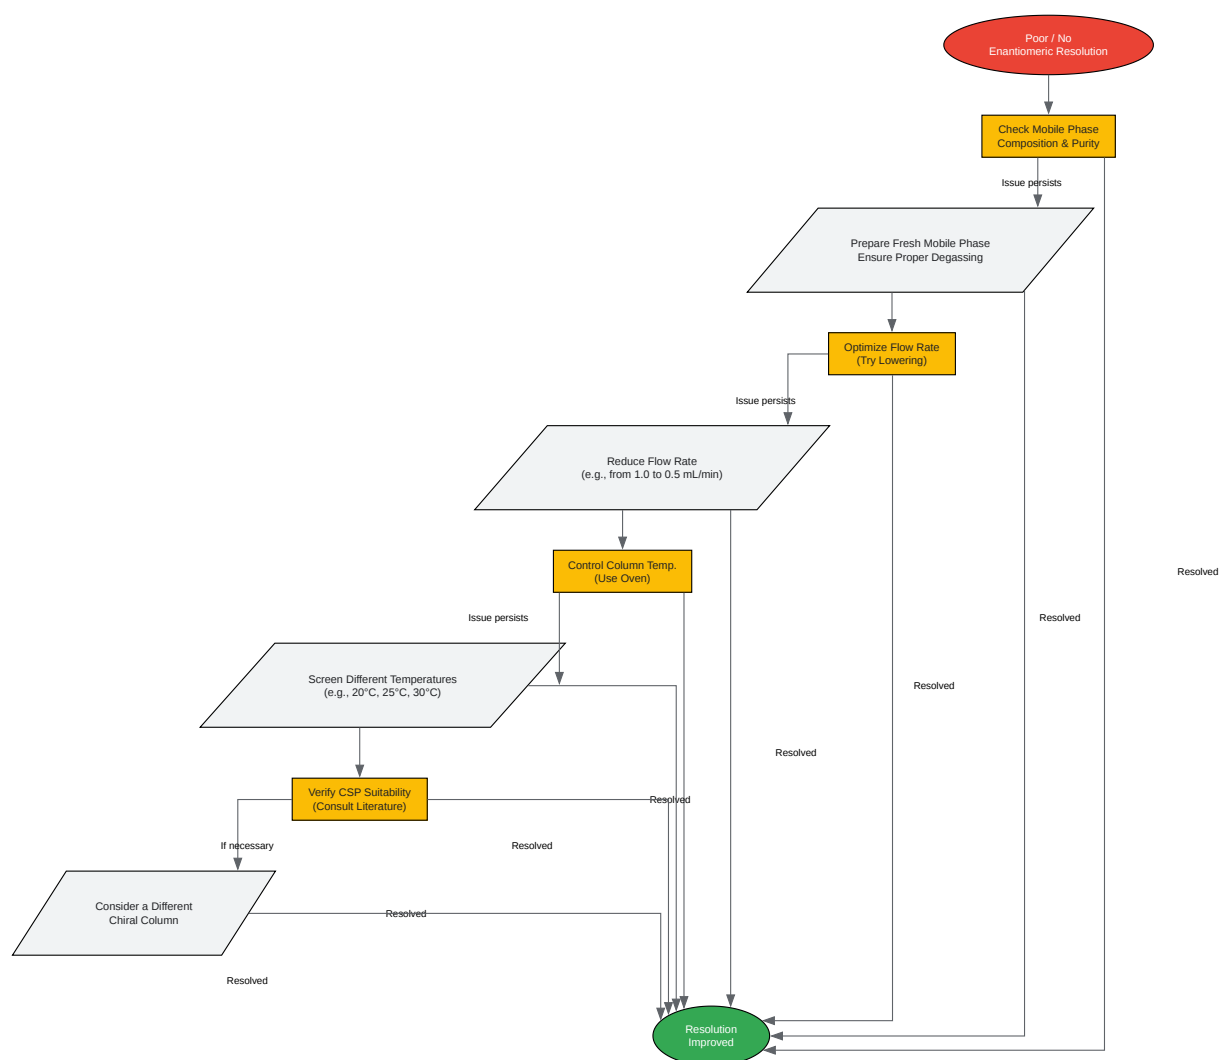 Poor / No
Enantiomeric Resolution
Check Mobile Phase
Composition & Purity
Issue persists
Prepare Fresh Mobile Phase
Ensure Proper Degassing
Optimize Flow Rate
(Try Lowering)
Issue persists
Reduce Flow Rate
(e.g., from 1.0 to 0.5 mL/min)
Control Column Temp.
(Use Oven)
Resolved
Issue persists
Resolved
Screen Different Temperatures
(e.g., 20°C, 25°C, 30°C)
Resolved
Resolved
Verify CSP Suitability
(Consult Literature)
Resolved
If necessary
Resolved
Consider a Different
Chiral Column
Resolved
Resolved
Resolution
Improved